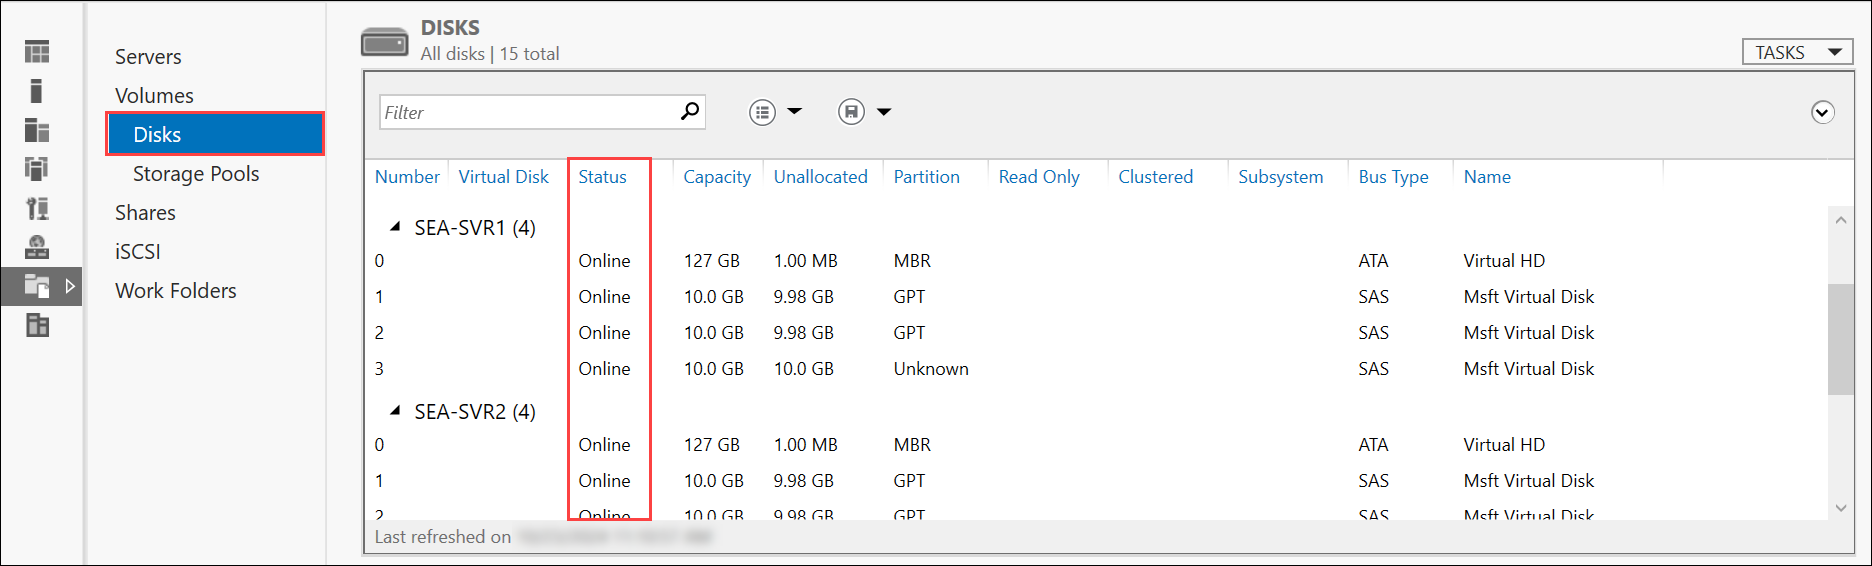 DISKS
All disks | 15 total
TASKS
Servers
Volumes
Disks
Storage Pools
Shares
iSCSI
Work Folders
Filter
Number Virtual Disk Status Capacity Unallocated Partition Read Only Clustered Subsystem Bus Type Name
SEA-SVR1 (4)
0 Online 127 GB 1.00 MB MBR ATA Virtual HD
1 Online 10.0 GB 9.98 GB GPT SAS Msft Virtual Disk
2 Online 10.0 GB 9.98 GB GPT SAS Msft Virtual Disk
3 Online 10.0 GB 10.0 GB Unknown SAS Msft Virtual Disk
SEA-SVR2 (4)
0 Online 127 GB 1.00 MB MBR ATA Virtual HD
1 Online 10.0 GB 9.98 GB GPT SAS Msft Virtual Disk
2 Online 10.0 GB 9.98 GB GPT SAS Msft Virtual Disk
Last refreshed on